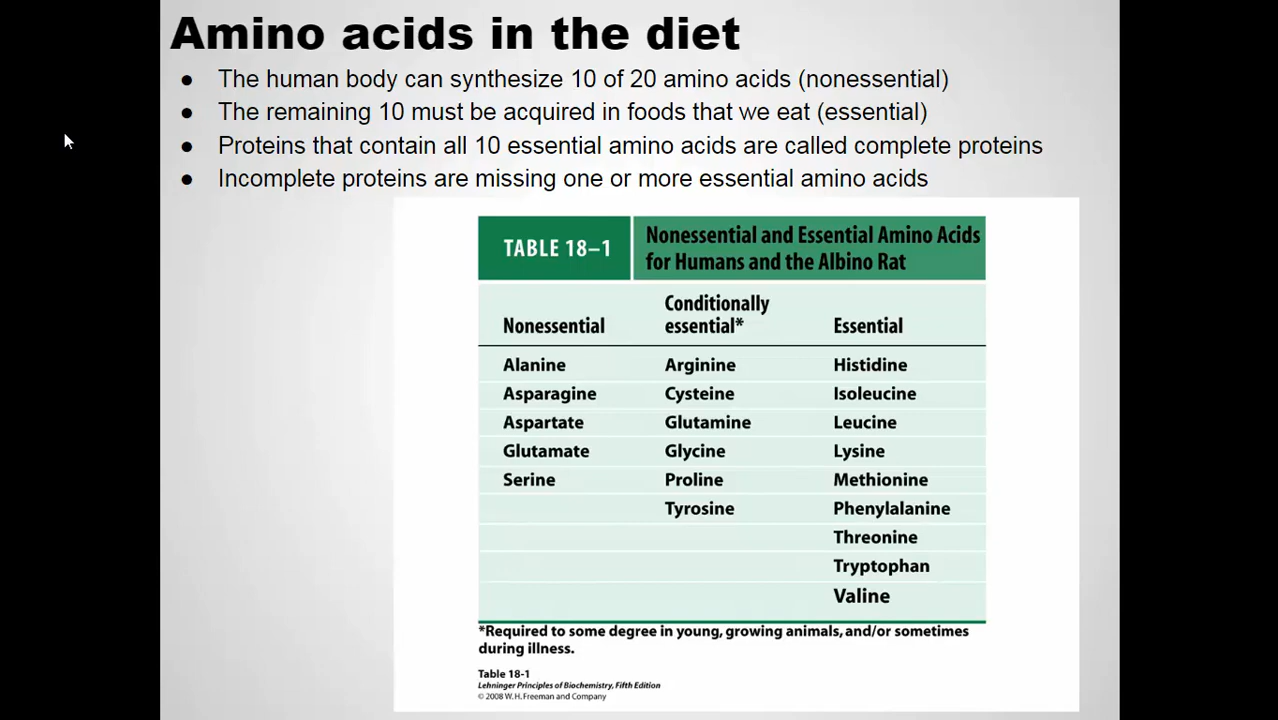 Amino acids in the diet
● The human body can synthesize 10 of 20 amino acids (nonessential)
● The remaining 10 must be acquired in foods that we eat (essential)
● Proteins that contain all 10 essential amino acids are called complete proteins
● Incomplete proteins are missing one or more essential amino acids
TABLE 18–1
Nonessential and Essential Amino Acids
for Humans and the Albino Rat
Nonessential
Conditionally
essential*
Essential
Alanine Arginine Histidine
Asparagine Cysteine Isoleucine
Aspartate Glutamine Leucine
Glutamate Glycine Lysine
Serine Proline Methionine
Tyrosine Phenylalanine
Threonine
Tryptophan
Valine
*Required to some degree in young, growing animals, and/or sometimes
during illness.
Table 18-1
Lehninger Principles of Biochemistry, Fifth Edition
© 2008 W. H. Freeman and Company